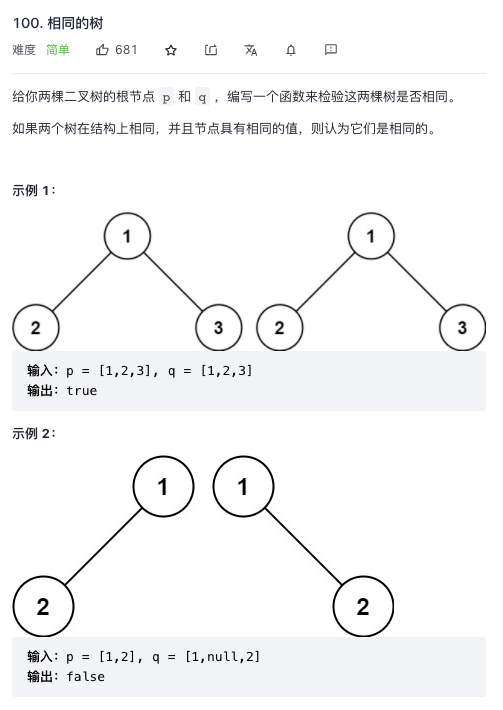 100. 相同的树
难度 简单 681
给你两棵二叉树的根节点 p 和 q ，编写一个函数来检验这两棵树是否相同。
如果两个树在结构上相同，并且节点具有相同的值，则认为它们是相同的。
示例 1：
1 1
2 3 2 3
输入：p = [1,2,3], q = [1,2,3]
输出：true
示例 2：
1 1
2 2
输入：p = [1,2], q = [1,null,2]
输出：false